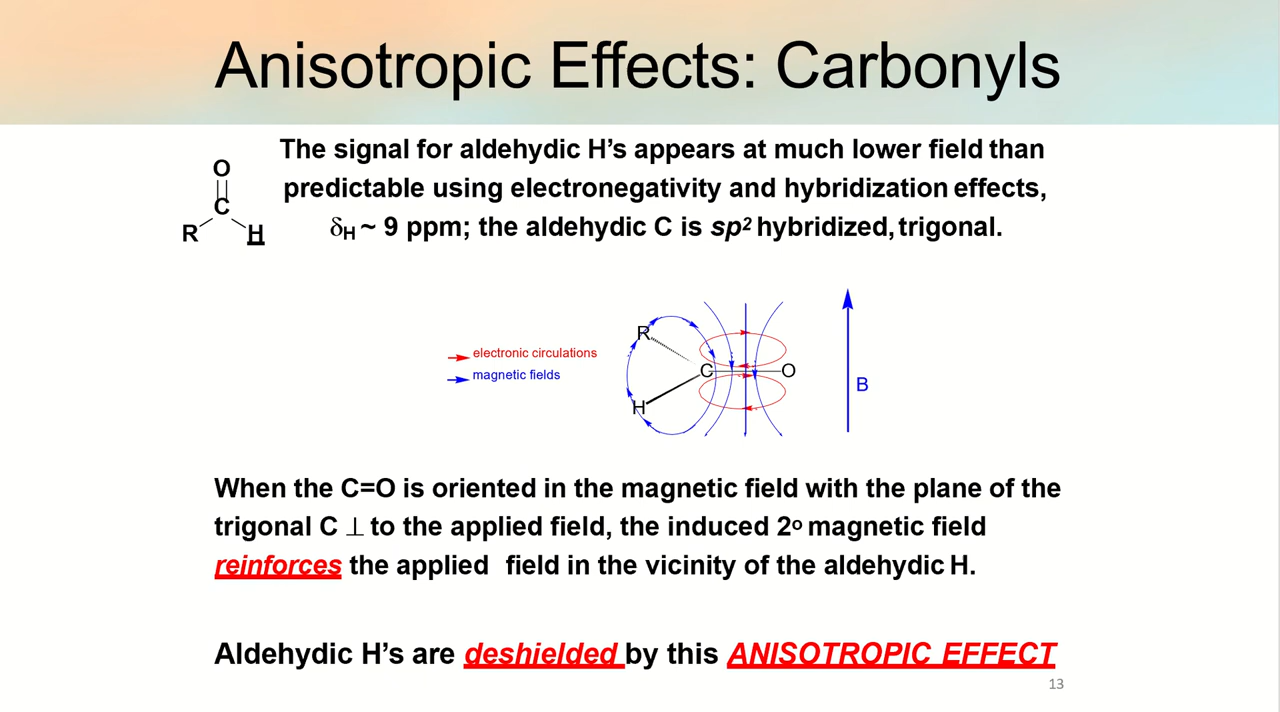 Anisotropic Effects: Carbonyls
The signal for aldehydic H’s appears at much lower field than
predictable using electronegativity and hybridization effects,
δH ~ 9 ppm; the aldehydic C is sp2 hybridized, trigonal.
O
C
R
H
R
C
O
H
electronic circulations
magnetic fields
B
When the C=O is oriented in the magnetic field with the plane of the
trigonal C ⊥ to the applied field, the induced 2o magnetic field
reinforces the applied field in the vicinity of the aldehydic H.
Aldehydic H’s are deshielded by this ANISOTROPIC EFFECT
13